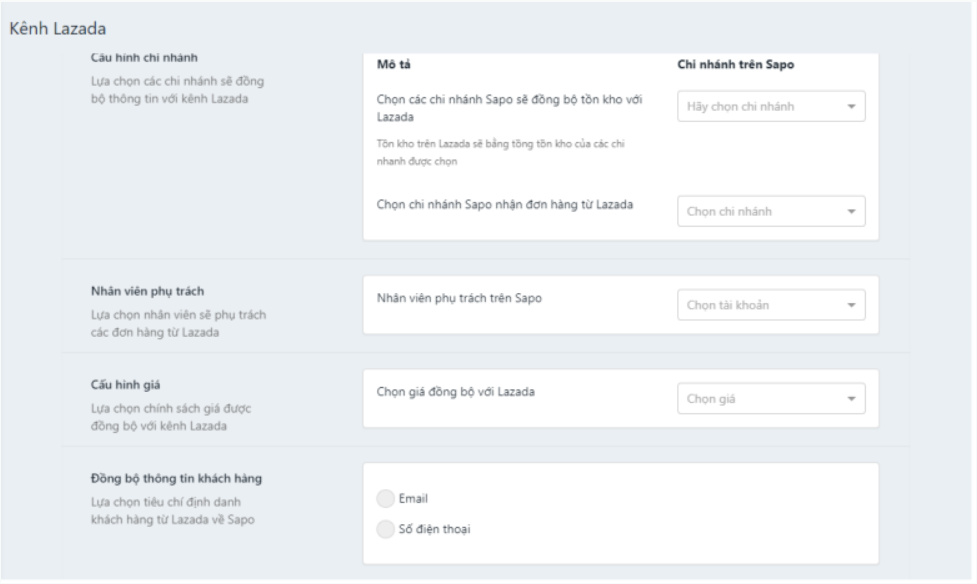 Kênh Lazada
Cấu hình chi nhánh
Lựa chọn các chi nhánh sẽ đồng
bộ thông tin với kênh Lazada
Mô tả
Chi nhánh trên Sapo
Chọn các chi nhánh Sapo sẽ đồng bộ tồn kho với
Lazada
Hãy chọn chi nhánh
Tồn kho trên Lazada sẽ bằng tổng tồn kho của các chi
nhanh được chọn
Chọn chi nhánh Sapo nhận đơn hàng từ Lazada
Chọn chi nhánh
Nhân viên phụ trách
Lựa chọn nhân viên sẽ phụ trách
các đơn hàng từ Lazada
Nhân viên phụ trách trên Sapo
Chọn tài khoản
Cấu hình giá
Lựa chọn chính sách giá được
đồng bộ với kênh Lazada
Chọn giá đồng bộ với Lazada
Chọn giá
Đồng bộ thông tin khách hàng
Lựa chọn tiêu chí định danh
khách hàng từ Lazada về Sapo
Email
Số điện thoại